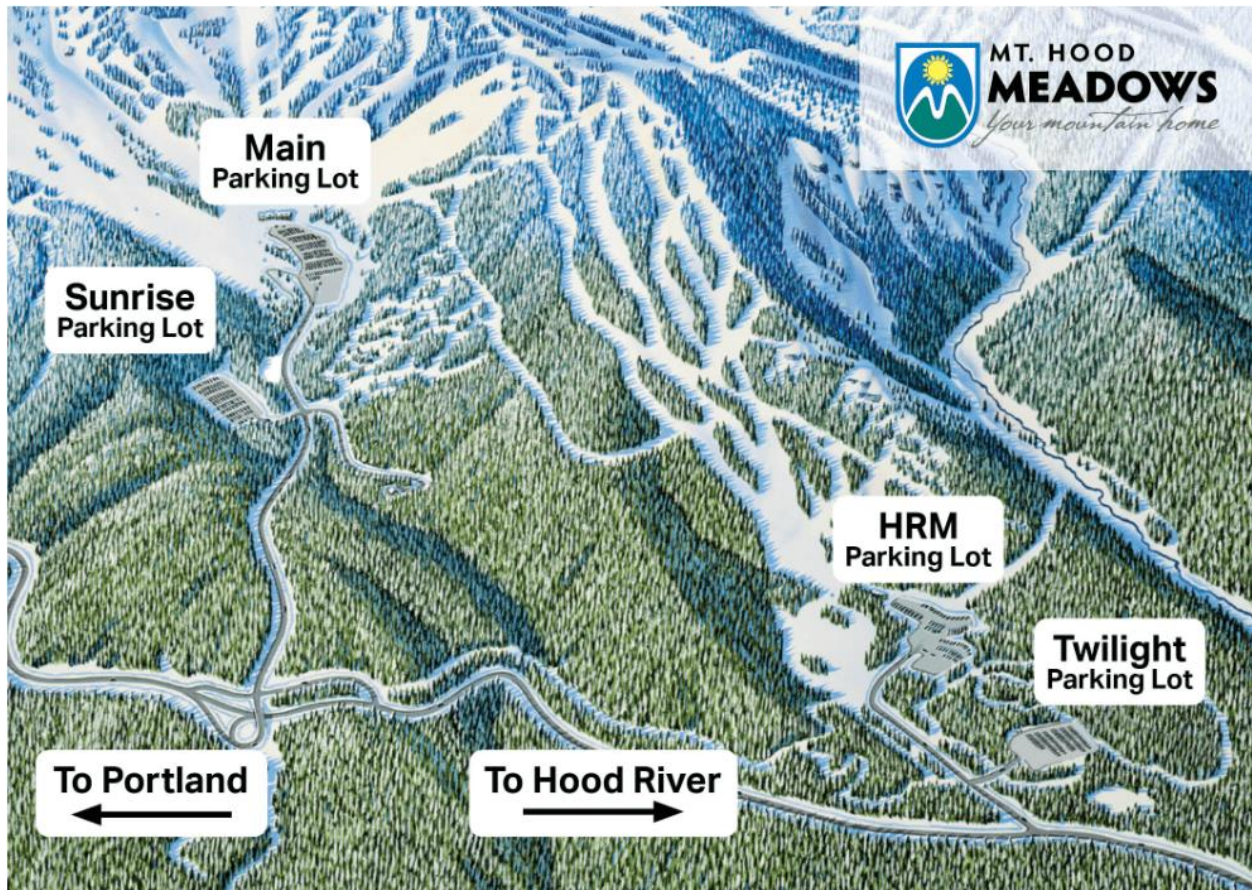 MT. HOOD
MEADOWS
your mountain home
Main
Parking Lot
Sunrise
Parking Lot
HRM
Parking Lot
Twilight
Parking Lot
To Portland
To Hood River